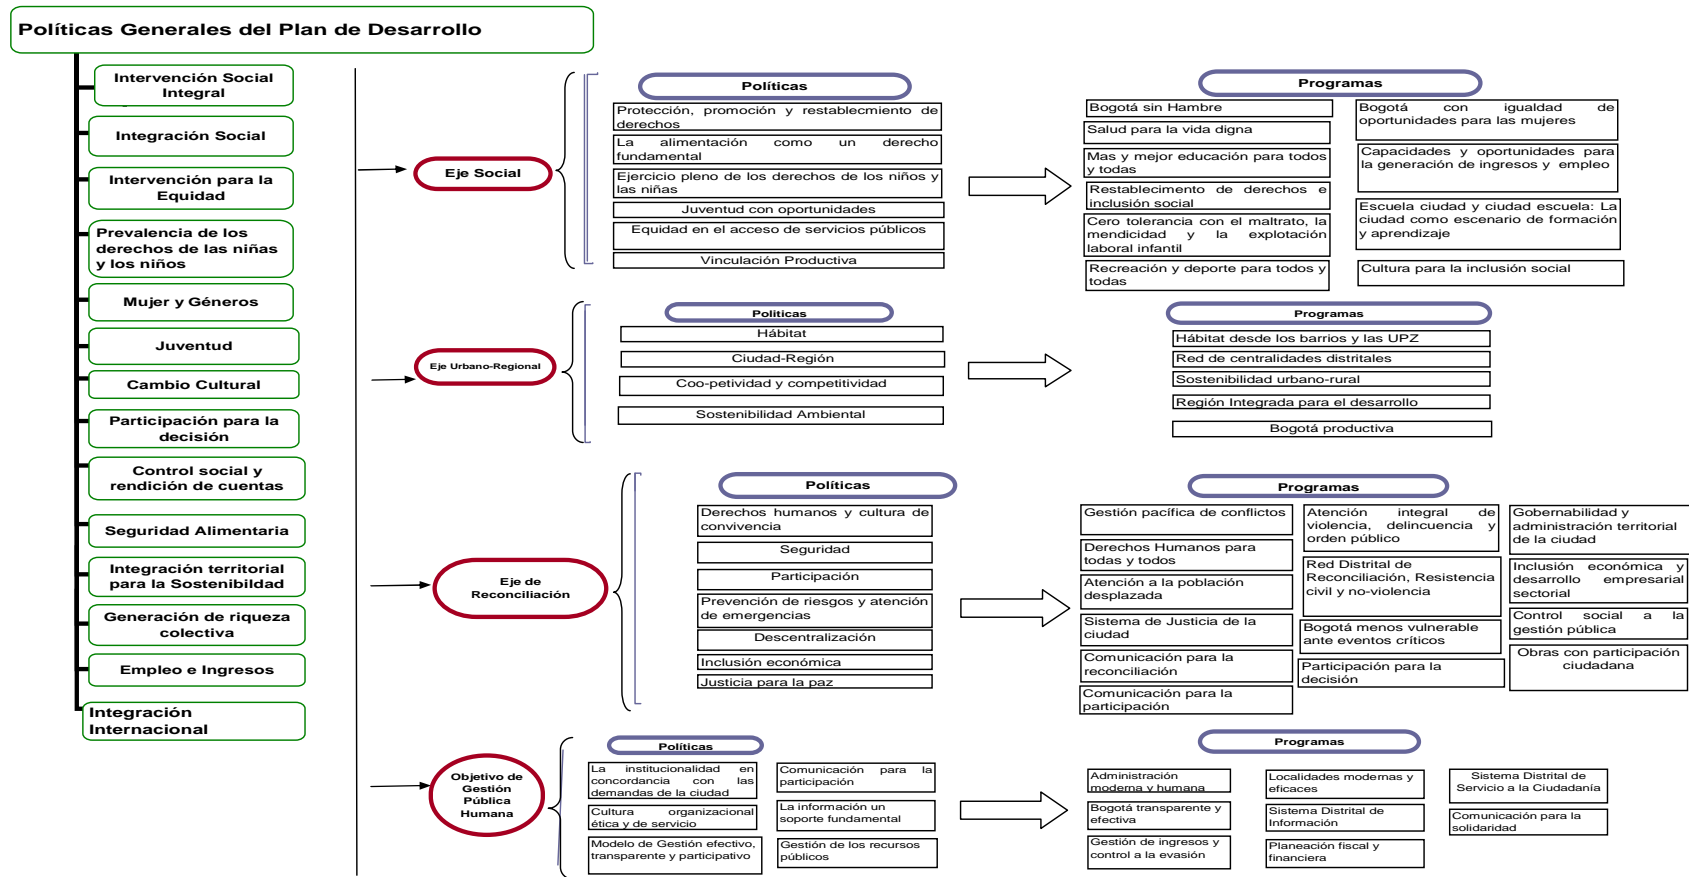 Políticas Generales del Plan de Desarrollo
Intervención Social
Integral
Integración Social
Intervención para la
Equidad
Prevalencia de los
derechos de las niñas
y los niños
Mujer y Géneros
Juventud
Cambio Cultural
Participación para la
decisión
Control social y
rendición de cuentas
Seguridad Alimentaria
Integración territorial
para la Sostenibildad
Generación de riqueza
colectiva
Empleo e Ingresos
Integración
Internacional
Eje Social
Políticas
Protección, promoción y restablecmiento de
derechos
La alimentación como un derecho
fundamental
Ejercicio pleno de los derechos de los niños y
las niñas
Juventud con oportunidades
Equidad en el acceso de servicios públicos
Vinculación Productiva
Programas
Bogotá sin Hambre
Salud para la vida digna
Mas y mejor educación para todos
y todas
Restablecimento de derechos e
inclusión social
Cero tolerancia con el maltrato, la
mendicidad y la explotación
laboral infantil
Recreación y deporte para todos y
todas
Bogotá con igualdad de
oportunidades para las mujeres
Capacidades y oportunidades para
la generación de ingresos y empleo
Escuela ciudad y ciudad escuela: La
ciudad como escenario de formación
y aprendizaje
Cultura para la inclusión social
Eje Urbano-Regional
Politicas
Hábitat
Ciudad-Región
Coo-petividad y competitividad
Sostenibilidad Ambiental
Programas
Hábitat desde los barrios y las UPZ
Red de centralidades distritales
Sostenibilidad urbano-rural
Región Integrada para el desarrollo
Bogotá productiva
Eje de
Reconciliación
Políticas
Derechos humanos y cultura de
convivencia
Seguridad
Participación
Prevención de riesgos y atención
de emergencias
Descentralización
Inclusión económica
Justicia para la paz
Programas
Gestión pacífica de conflictos
Derechos Humanos para
todas y todos
Atención a la población
desplazada
Sistema de Justicia de la
ciudad
Comunicación para la
reconciliación
Comunicación para la
participación
Atención integral de
violencia, delincuencia y
orden público
Red Distrital de
Reconciliación, Resistencia
civil y no-violencia
Bogotá menos vulnerable
ante eventos críticos
Participación para la
decisión
Gobernabilidad y
administración territorial
de la ciudad
Inclusión económica y
desarrollo empresarial
sectorial
Control social a la
gestión pública
Obras con participación
ciudadana
Objetivo de
Gestión
Pública
Humana
Políticas
La institucionalidad en
concordancia con las
demandas de la ciudad
Cultura organizacional
ética y de servicio
Modelo de Gestión efectivo,
transparente y participativo
Comunicación para la
participación
La información un
soporte fundamental
Gestión de los recursos
públicos
Programas
Administración
moderna y humana
Bogotá transparente y
efectiva
Gestión de ingresos y
control a la evasión
Localidades modernas y
eficaces
Sistema Distrital de
Información
Planeación fiscal y
financiera
Sistema Distrital de
Servicio a la Ciudadanía
Comunicación para la
solidaridad